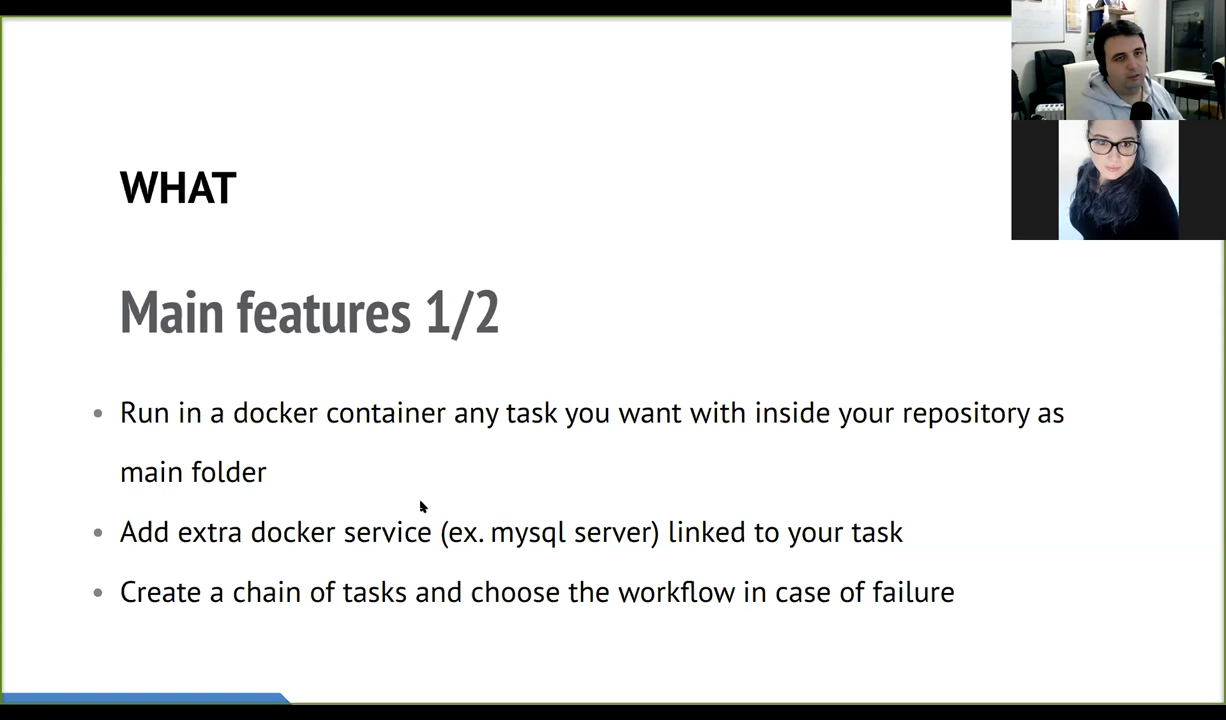 WHAT
Main features 1/2
• Run in a docker container any task you want with inside your repository as
main folder
• Add extra docker service (ex. mysql server) linked to your task
• Create a chain of tasks and choose the workflow in case of failure